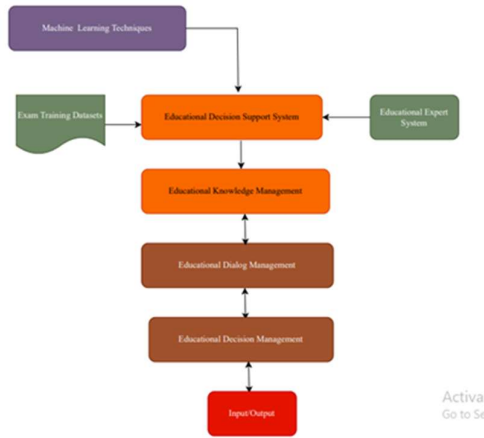 Machine Learning Techniques
Exam Training Datasets
Educational Decision Support System
Educational Expert
System
Educational Knowledge Management
Educational Dialog Management
Educational Decision Management
Input/Output
Activa
Go to Se